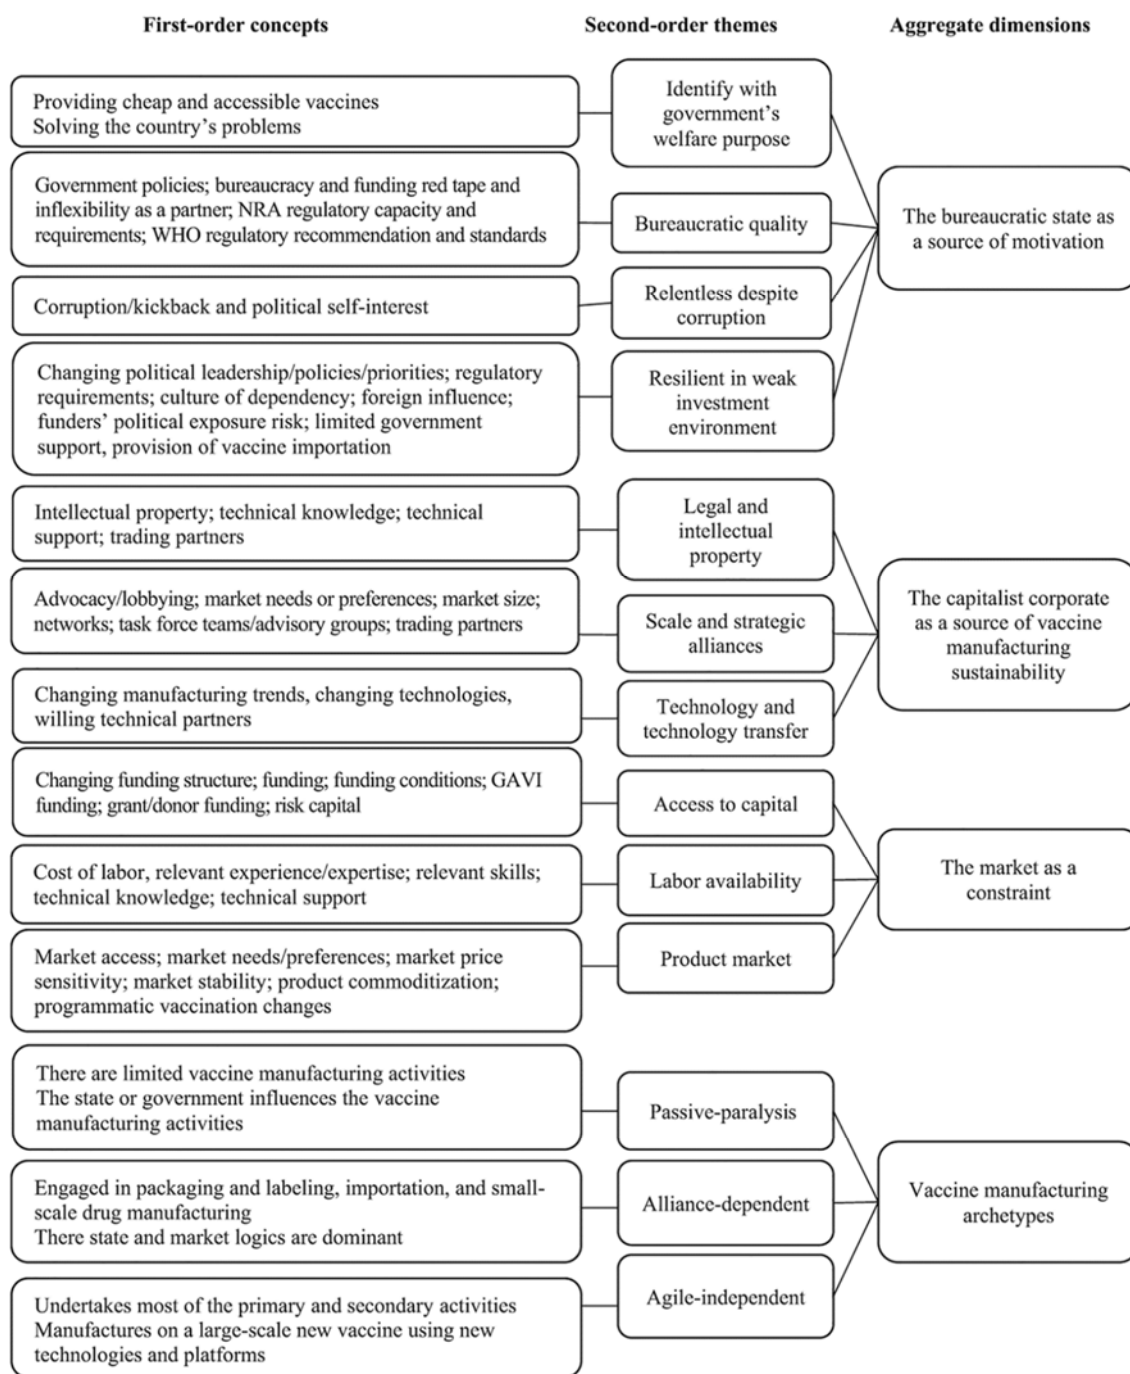 First-order concepts
Second-order themes
Aggregate dimensions
Providing cheap and accessible vaccines
Solving the country's problems
Identify with
government's
welfare purpose
Government policies; bureaucracy and funding red tape and
inflexibility as a partner; NRA regulatory capacity and
requirements; WHO regulatory recommendation and standards
Bureaucratic quality
The bureaucratic state as
a source of motivation
Corruption/kickback and political self-interest
Relentless despite
corruption
Changing political leadership/policies/priorities; regulatory
requirements; culture of dependency; foreign influence;
funders' political exposure risk; limited government
support, provision of vaccine importation
Resilient in weak
investment
environment
Intellectual property; technical knowledge; technical
support; trading partners
Legal and
intellectual
property
Advocacy/lobbying; market needs or preferences; market size;
networks; task force teams/advisory groups; trading partners
Scale and strategic
alliances
The capitalist corporate
as a source of vaccine
manufacturing
sustainability
Changing manufacturing trends, changing technologies,
willing technical partners
Technology and
technology transfer
Changing funding structure; funding; funding conditions; GAVI
funding; grant/donor funding; risk capital
Access to capital
Cost of labor, relevant experience/expertise; relevant skills;
technical knowledge; technical support
Labor availability
The market as a
constraint
Market access; market needs/preferences; market price
sensitivity; market stability; product commoditization;
programmatic vaccination changes
Product market
There are limited vaccine manufacturing activities
The state or government influences the vaccine
manufacturing activities
Passive-paralysis
Engaged in packaging and labeling, importation, and small-
scale drug manufacturing
There state and market logics are dominant
Alliance-dependent
Vaccine manufacturing
archetypes
Undertakes most of the primary and secondary activities
Manufactures on a large-scale new vaccine using new
technologies and platforms
Agile-independent